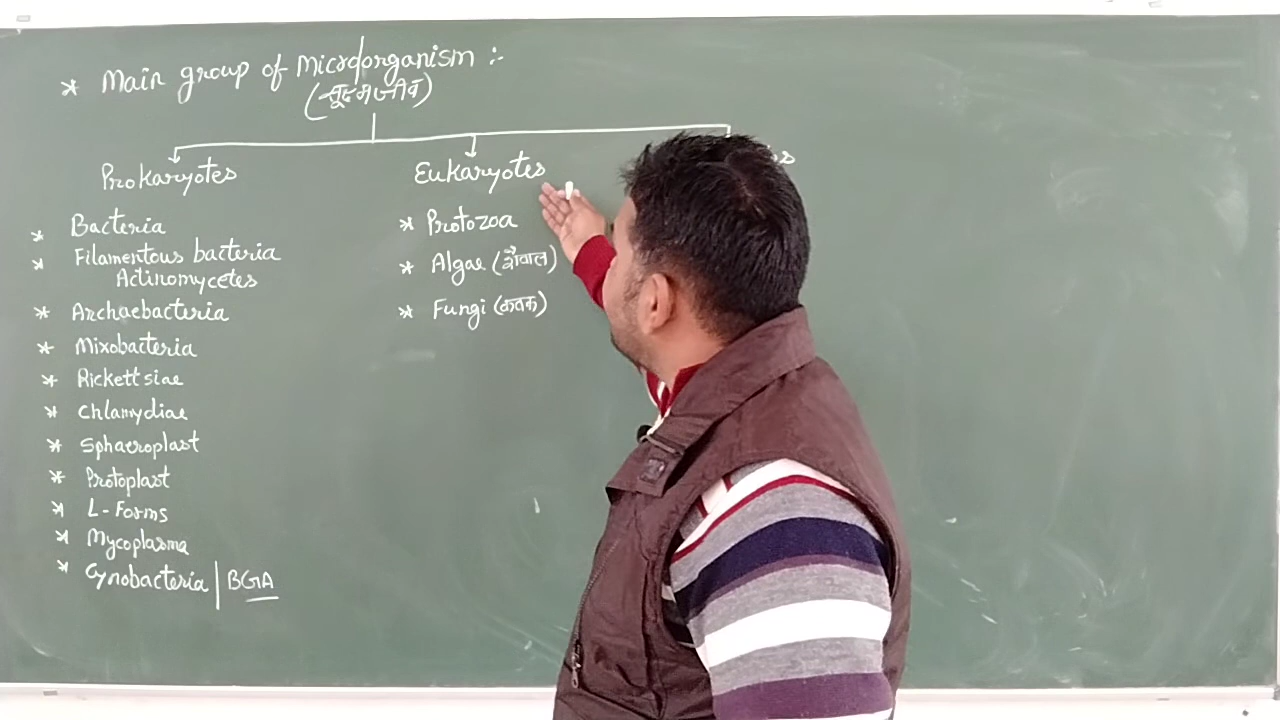 * Main group of Microorganism :-
(सूक्ष्मजीव)
Prokaryotes
* Bacteria
* Filamentous bacteria
Actinomycetes
* Archaebacteria
* Mixobacteria
* Rickettsiae
* Chlamydiae
* Sphaeroplast
* Protoplast
* L-Forms
* Mycoplasma
* Cynobacteria | BGA
Eukaryotes
* Protozoa
* Algae (शैवाल)
* Fungi (कवक)